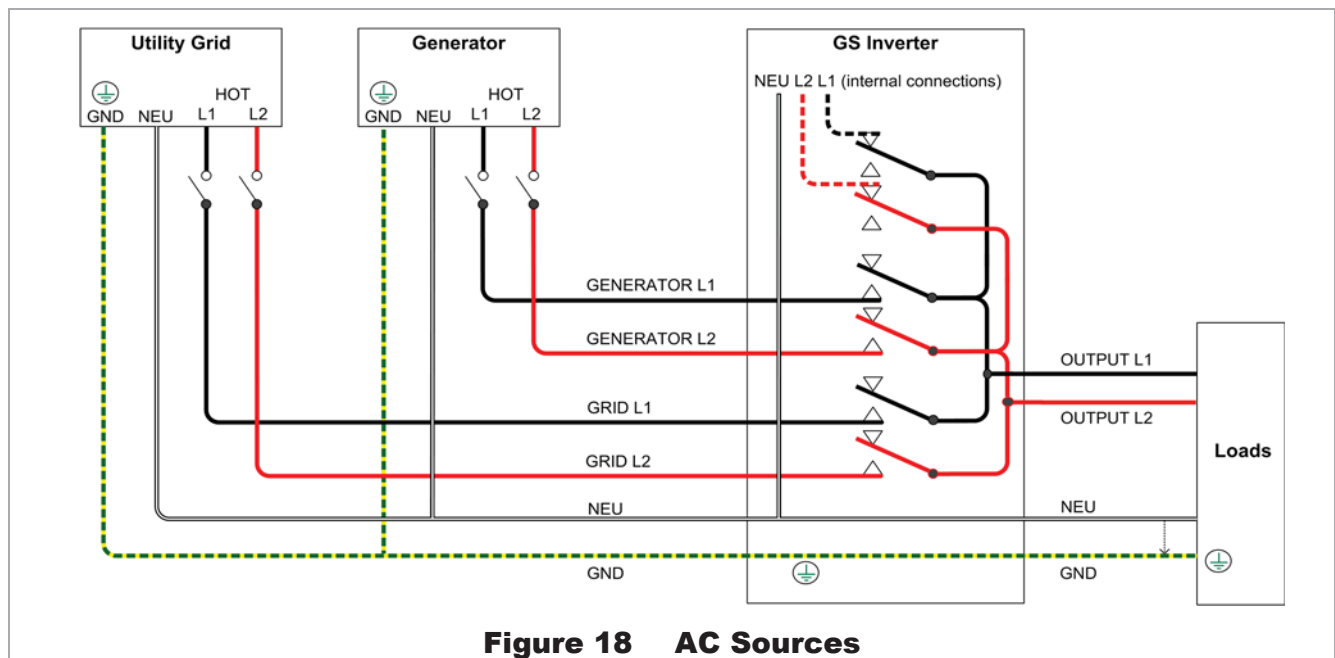 Utility Grid
HOT
GND NEU L1 L2
Generator
HOT
GND NEU L1 L2
GS Inverter
NEU L2 L1 (internal connections)
GENERATOR L1
GENERATOR L2
GRID L1
GRID L2
NEU
GND
OUTPUT L1
OUTPUT L2
NEU
GND
Loads
Figure 18 AC Sources